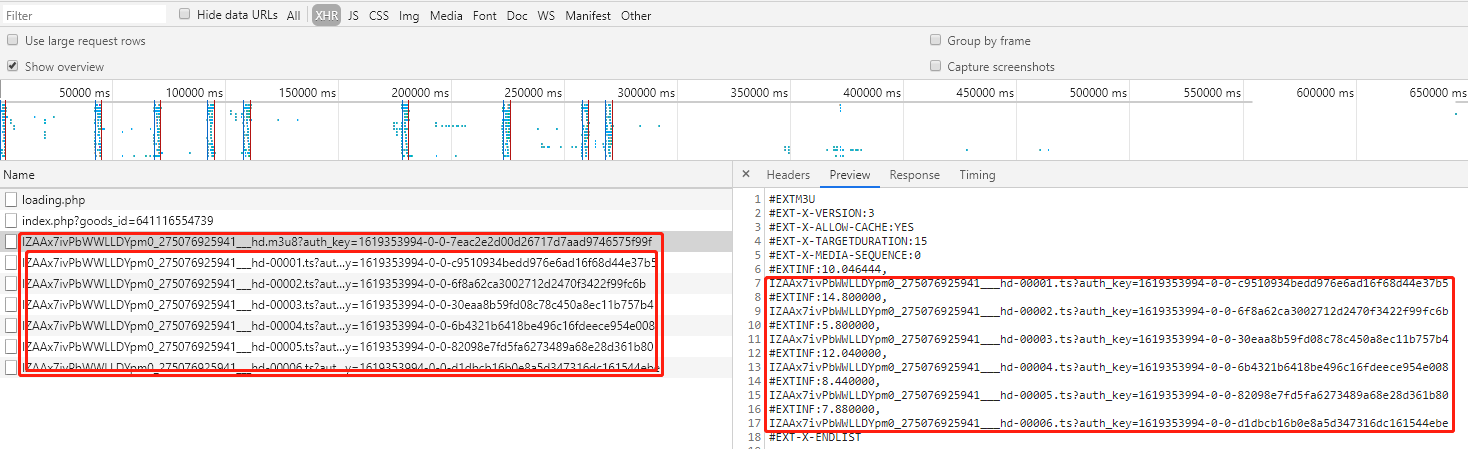 Filter
Hide data URLs All XHR JS CSS Img Media Font Doc WS Manifest Other
Use large request rows
Group by frame
Show overview
Capture screenshots
50000 ms 100000 ms 150000 ms 200000 ms 250000 ms 300000 ms 350000 ms 400000 ms 450000 ms 500000 ms 550000 ms 600000 ms 650000 ms
Name
loading.php
index.php?goods_id=641116554739
IZAAx7ivPbWWLLDYpm0_275076925941___hd.m3u8?auth_key=1619353994-0-0-7eac2e2d00d26717d7aad9746575f99f
IZAAx7ivPbWWLLDYpm0_275076925941___hd-00001.ts?aut...y=1619353994-0-0-c9510934bedd976e6ad16f68d44e37b5
IZAAx7ivPbWWLLDYpm0_275076925941___hd-00002.ts?aut...y=1619353994-0-0-6f8a62ca3002712d2470f3422f99fc6b
IZAAx7ivPbWWLLDYpm0_275076925941___hd-00003.ts?aut...y=1619353994-0-0-30eaa8b59fd08c78c450a8ec11b757b4
IZAAx7ivPbWWLLDYpm0_275076925941___hd-00004.ts?aut...y=1619353994-0-0-6b4321b6418be496c16fdeece954e008
IZAAx7ivPbWWLLDYpm0_275076925941___hd-00005.ts?aut...y=1619353994-0-0-82098e7fd5fa6273489a68e28d361b80
IZAAx7ivPbWWLLDYpm0_275076925941___hd-00006.ts?aut...y=1619353994-0-0-d1dbcb16b0e8a5d347316dc161544ebe
× Headers Preview Response Timing
1 #EXTM3U
2 #EXT-X-VERSION:3
3 #EXT-X-ALLOW-CACHE:YES
4 #EXT-X-TARGETDURATION:15
5 #EXT-X-MEDIA-SEQUENCE:0
6 #EXTINF:10.046444,
7 IZAAx7ivPbWWLLDYpm0_275076925941___hd-00001.ts?auth_key=1619353994-0-0-c9510934bedd976e6ad16f68d44e37b5
8 #EXTINF:14.800000,
9 IZAAx7ivPbWWLLDYpm0_275076925941___hd-00002.ts?auth_key=1619353994-0-0-6f8a62ca3002712d2470f3422f99fc6b
10 #EXTINF:5.800000,
11 IZAAx7ivPbWWLLDYpm0_275076925941___hd-00003.ts?auth_key=1619353994-0-0-30eaa8b59fd08c78c450a8ec11b757b4
12 #EXTINF:12.040000,
13 IZAAx7ivPbWWLLDYpm0_275076925941___hd-00004.ts?auth_key=1619353994-0-0-6b4321b6418be496c16fdeece954e008
14 #EXTINF:8.440000,
15 IZAAx7ivPbWWLLDYpm0_275076925941___hd-00005.ts?auth_key=1619353994-0-0-82098e7fd5fa6273489a68e28d361b80
16 #EXTINF:7.880000,
17 IZAAx7ivPbWWLLDYpm0_275076925941___hd-00006.ts?auth_key=1619353994-0-0-d1dbcb16b0e8a5d347316dc161544ebe
18 #EXT-X-ENDLIST